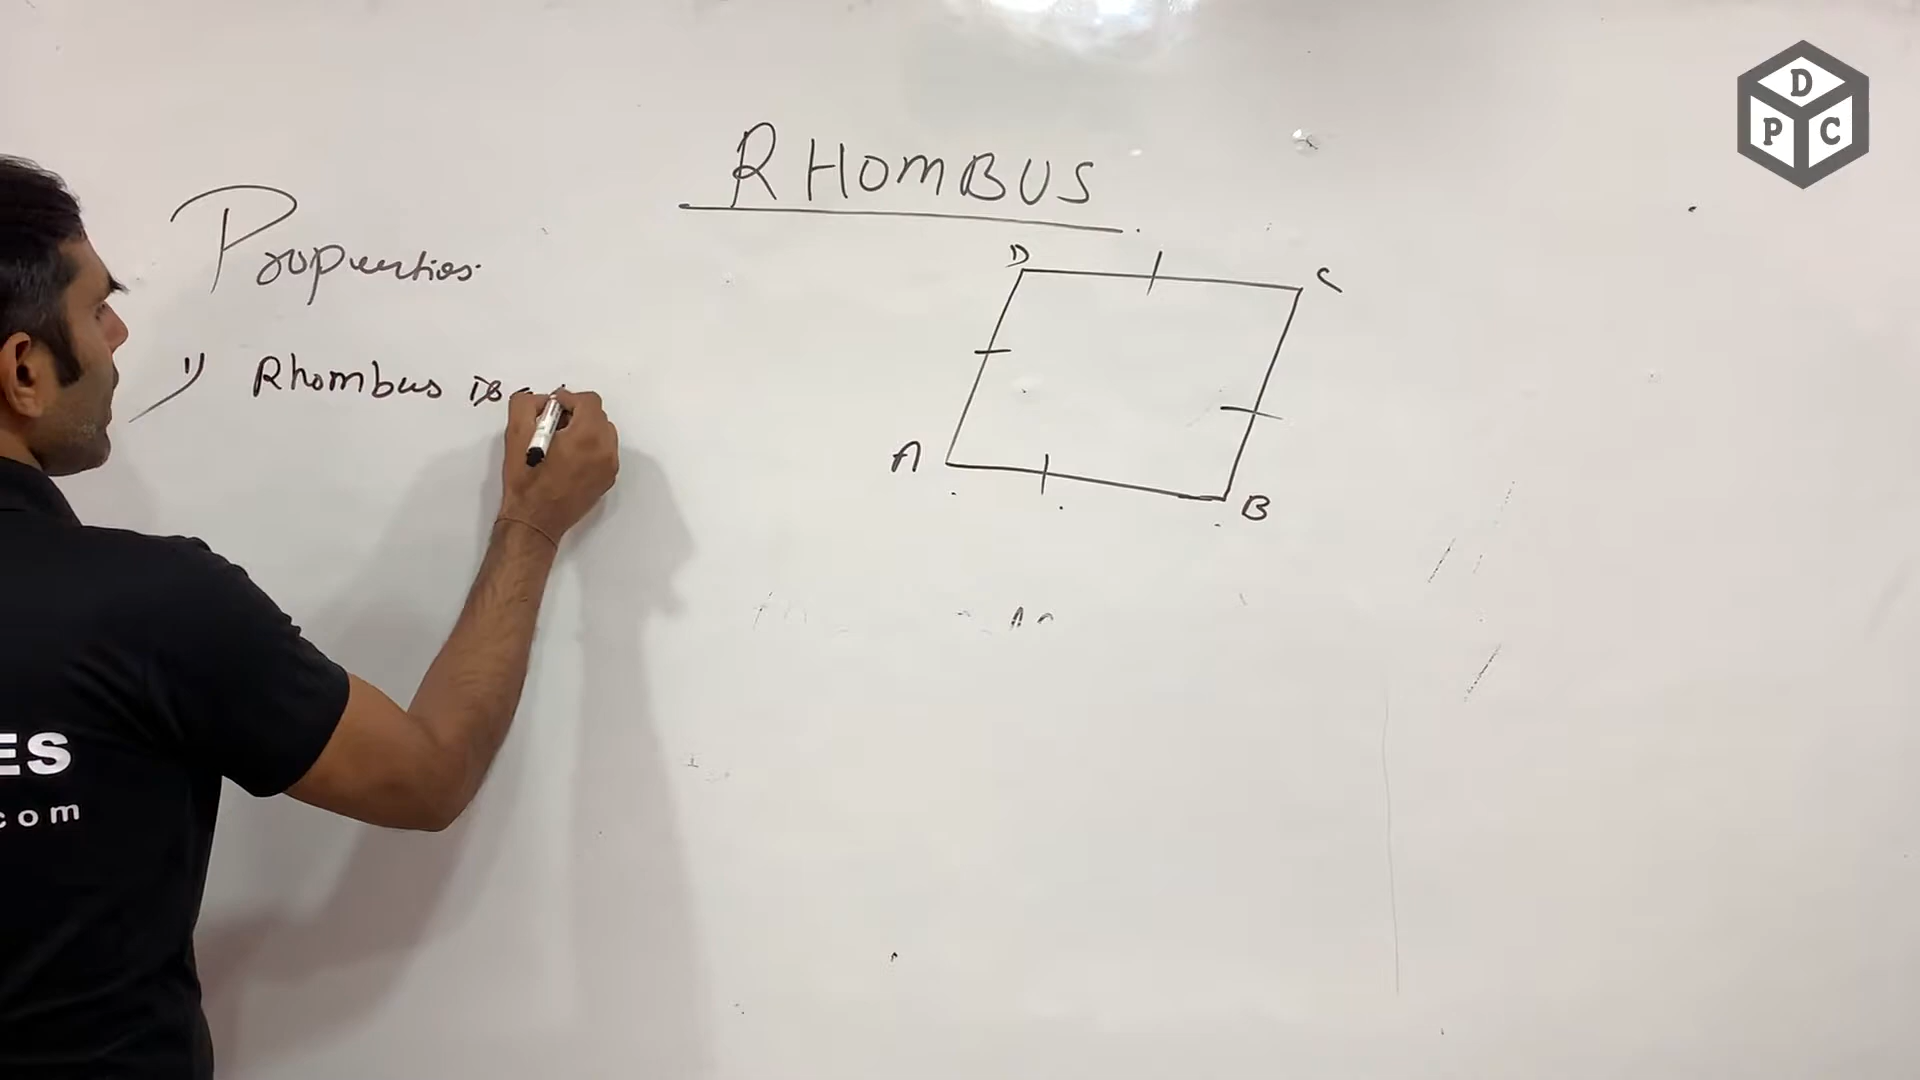 RHOMBUS
Properties
1) Rhombus is
D
C
A
B
D
P C
ES
com